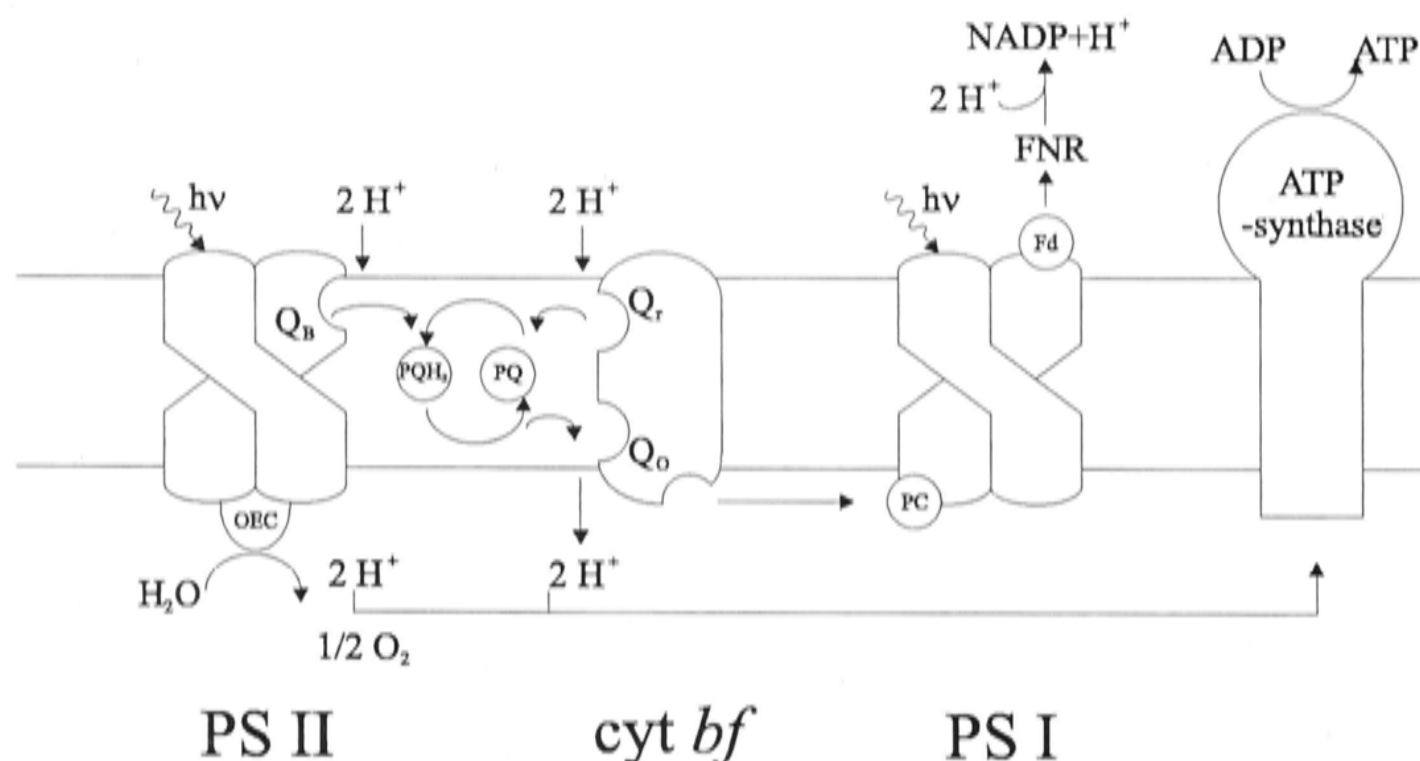 NADP+H⁺
ADP ATP
2 H⁺
FNR
hν 2 H⁺ 2 H⁺ hν
ATP
-synthase
Fd
Q_B Q_r
PQH₂ PQ
Q_O
PC
OEC
H₂O 2 H⁺ 2 H⁺
1/2 O₂
PS II cyt bf PS I